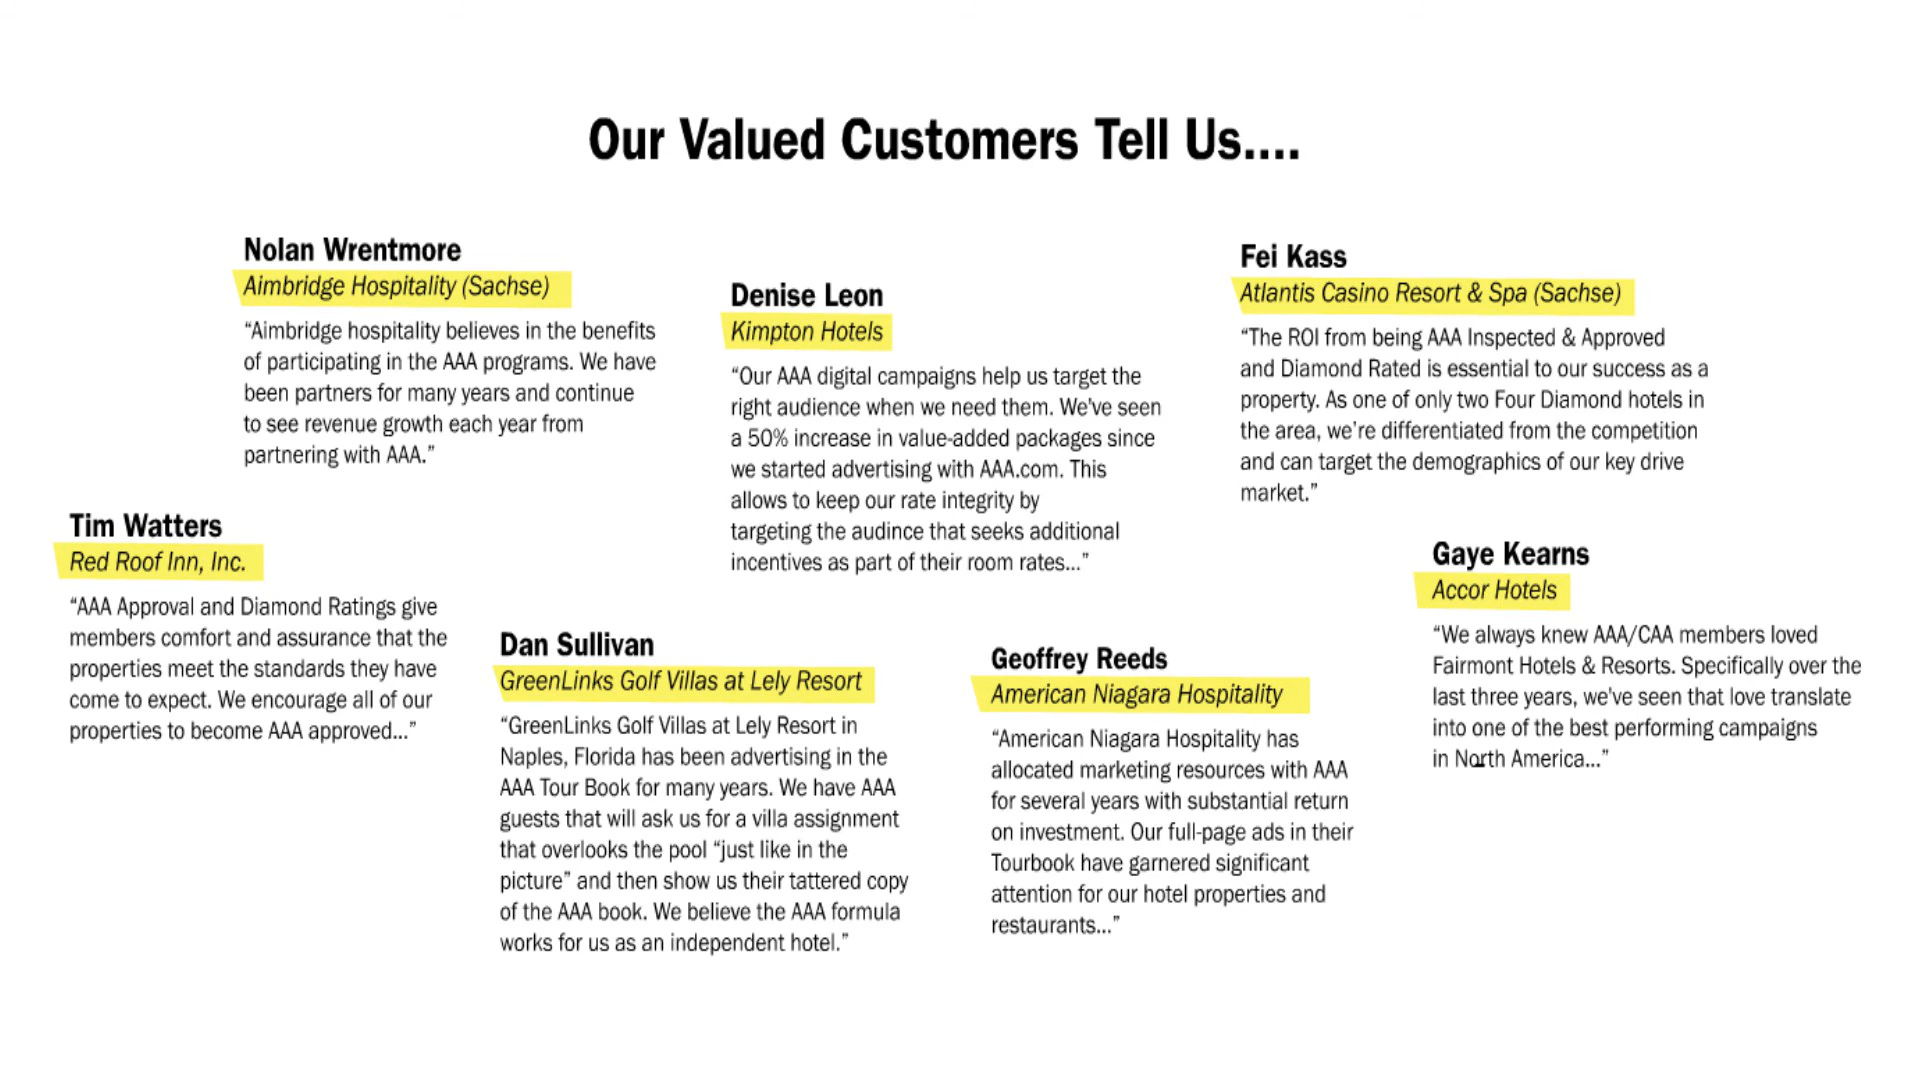 Our Valued Customers Tell Us....
Nolan Wrentmore
Aimbridge Hospitality (Sachse)
“Aimbridge hospitality believes in the benefits
of participating in the AAA programs. We have
been partners for many years and continue
to see revenue growth each year from
partnering with AAA.”
Denise Leon
Kimpton Hotels
“Our AAA digital campaigns help us target the
right audience when we need them. We've seen
a 50% increase in value-added packages since
we started advertising with AAA.com. This
allows to keep our rate integrity by
targeting the audince that seeks additional
incentives as part of their room rates...”
Fei Kass
Atlantis Casino Resort & Spa (Sachse)
“The ROI from being AAA Inspected & Approved
and Diamond Rated is essential to our success as a
property. As one of only two Four Diamond hotels in
the area, we’re differentiated from the competition
and can target the demographics of our key drive
market.”
Tim Watters
Red Roof Inn, Inc.
“AAA Approval and Diamond Ratings give
members comfort and assurance that the
properties meet the standards they have
come to expect. We encourage all of our
properties to become AAA approved...”
Dan Sullivan
GreenLinks Golf Villas at Lely Resort
“GreenLinks Golf Villas at Lely Resort in
Naples, Florida has been advertising in the
AAA Tour Book for many years. We have AAA
guests that will ask us for a villa assignment
that overlooks the pool “just like in the
picture” and then show us their tattered copy
of the AAA book. We believe the AAA formula
works for us as an independent hotel.”
Geoffrey Reeds
American Niagara Hospitality
“American Niagara Hospitality has
allocated marketing resources with AAA
for several years with substantial return
on investment. Our full-page ads in their
Tourbook have garnered significant
attention for our hotel properties and
restaurants...”
Gaye Kearns
Accor Hotels
“We always knew AAA/CAA members loved
Fairmont Hotels & Resorts. Specifically over the
last three years, we've seen that love translate
into one of the best performing campaigns
in North America...”